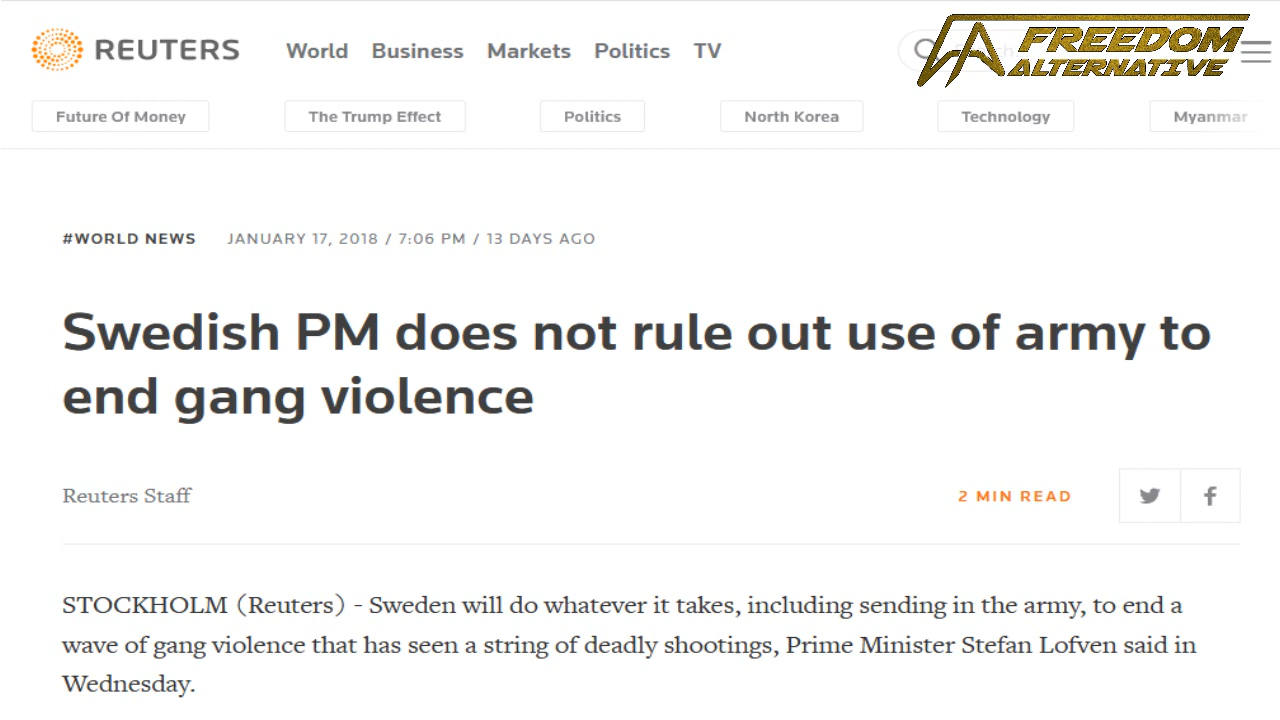 REUTERS World Business Markets Politics TV FREEDOM ALTERNATIVE
Future Of Money The Trump Effect Politics North Korea Technology Myanmar
#WORLD NEWS JANUARY 17, 2018 / 7:06 PM / 13 DAYS AGO
Swedish PM does not rule out use of army to
end gang violence
Reuters Staff 2 MIN READ
STOCKHOLM (Reuters) - Sweden will do whatever it takes, including sending in the army, to end a
wave of gang violence that has seen a string of deadly shootings, Prime Minister Stefan Lofven said in
Wednesday.